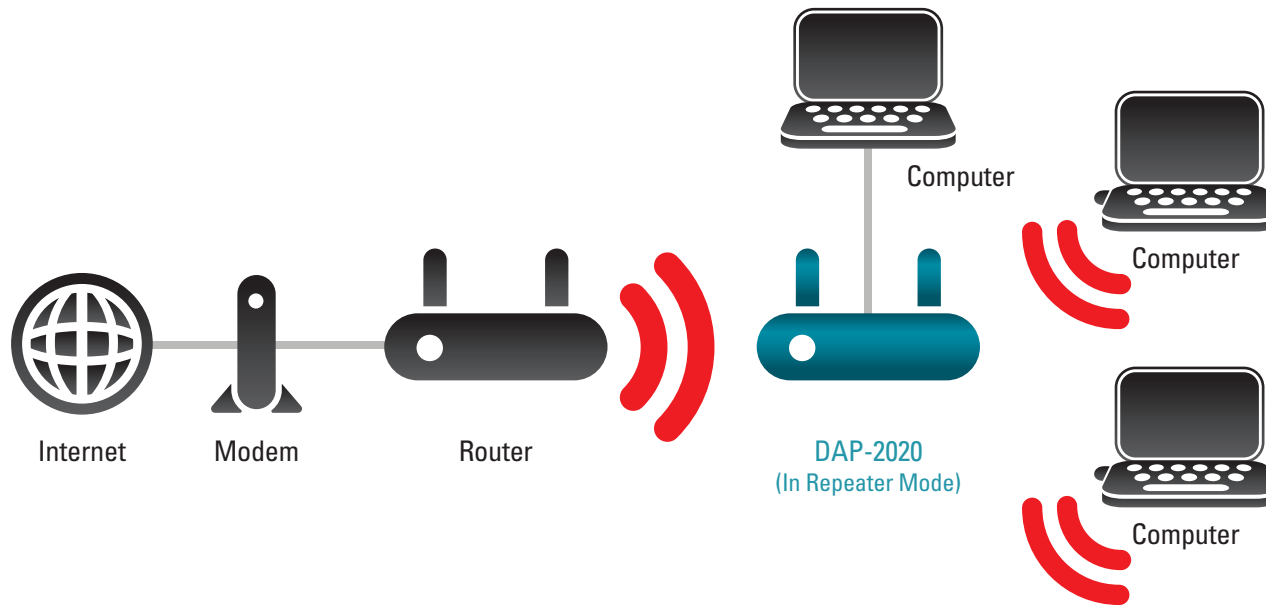 Computer
Computer
Internet
Modem
Router
DAP-2020
(In Repeater Mode)
Computer